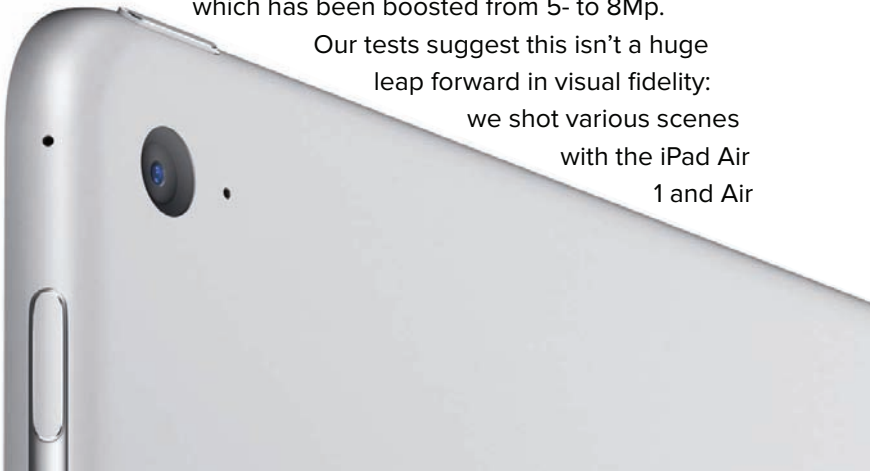 which has been boosted from 5- to 8Mp.
Our tests suggest this isn’t a huge
leap forward in visual fidelity:
we shot various scenes
with the iPad Air
1 and Air